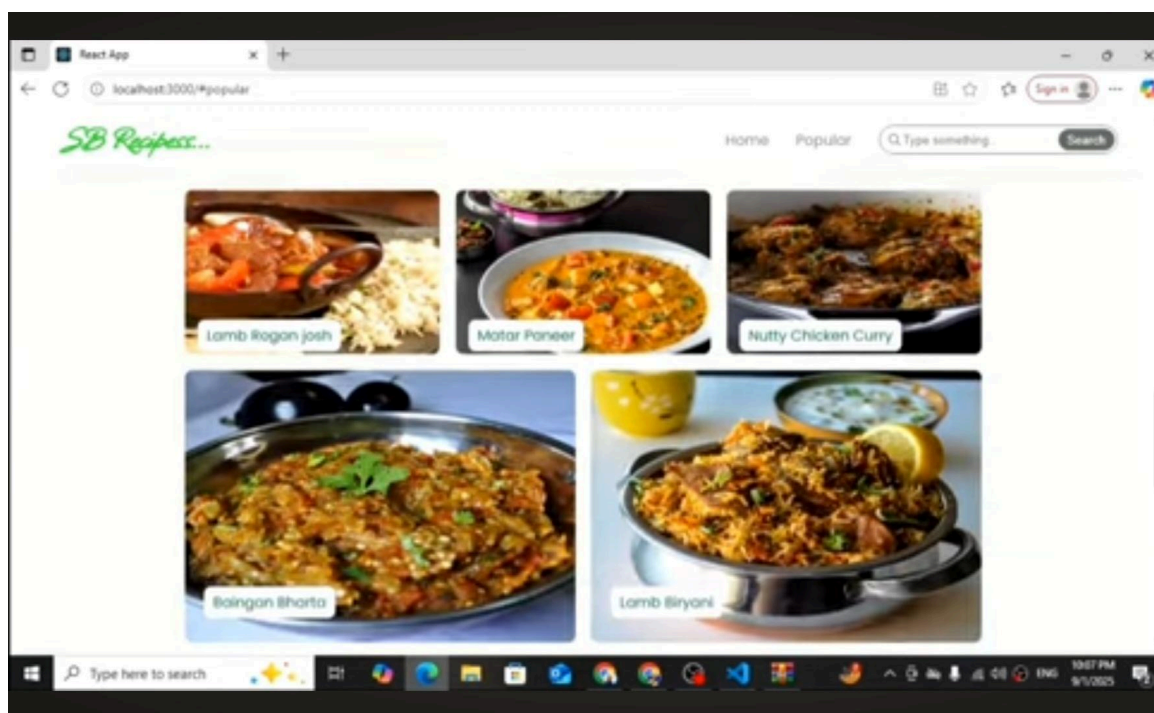 React App
localhost:3000/#popular
Sign in
SB Recipess...
Home Popular Type something... Search
Lamb Rogan josh Matar Paneer Nutty Chicken Curry
Baingan Bharta Lamb Biryani
Type here to search ENG 10:07 PM
9/1/2025